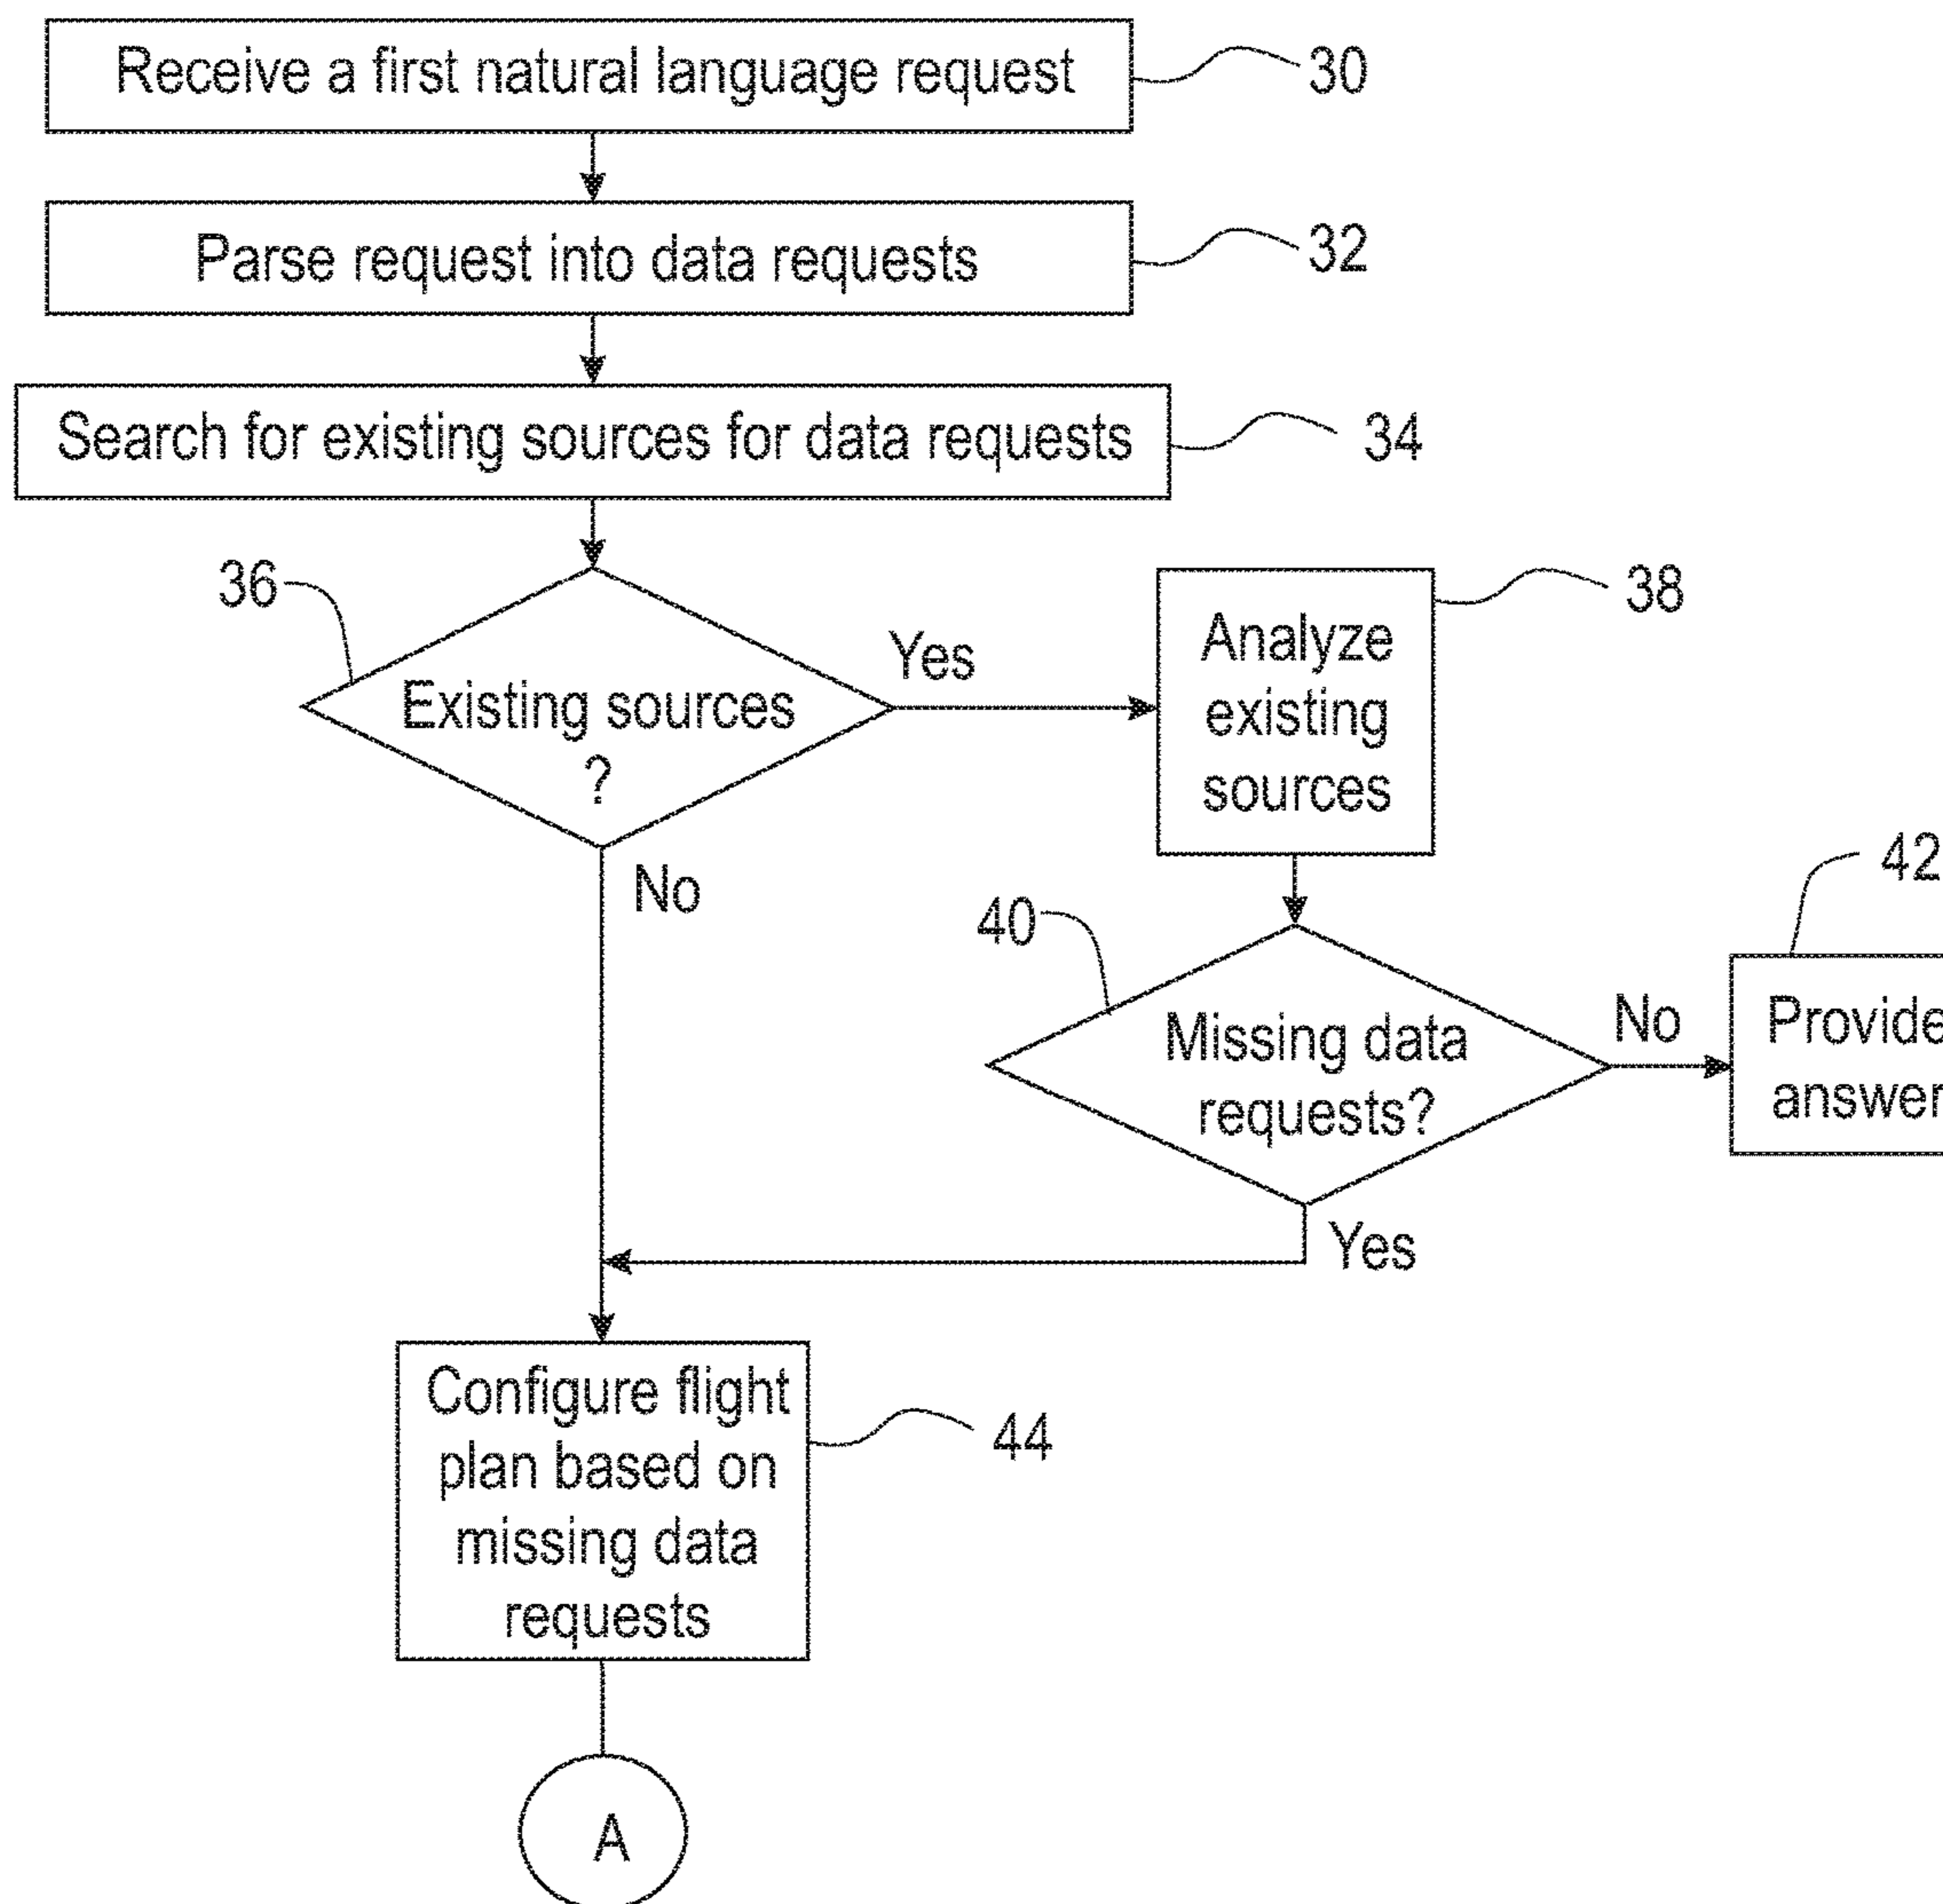 Receive a first natural language request
30
Parse request into data requests
32
Search for existing sources for data requests
34
36
Existing sources
?
Yes
No
38
Analyze
existing
sources
40
Missing data
requests?
No
Yes
42
Provide
answer
Configure flight
plan based on
missing data
requests
44
A